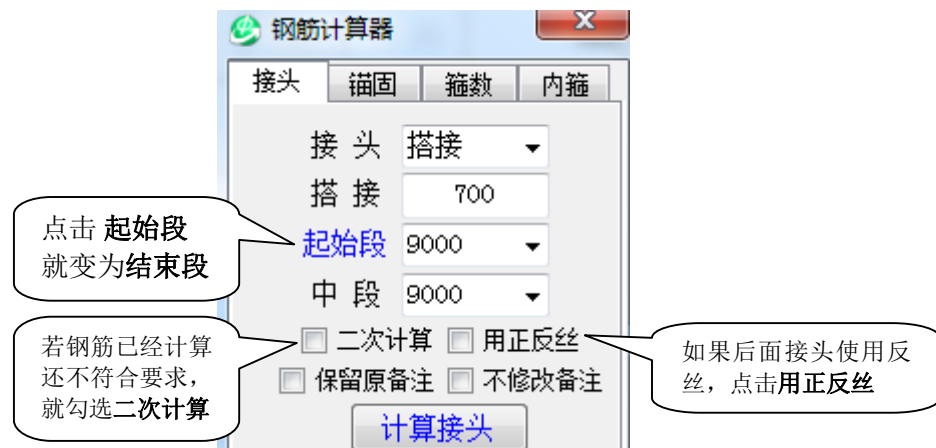 钢筋计算器
接头 锚固 箍数 内箍
接 头 搭接
搭 接 700
点击 起始段
就变为结束段
起始段 9000
中 段 9000
若钢筋已经计算
还不符合要求，
就勾选二次计算
二次计算 用正反丝
如果后面接头使用反
丝，点击用正反丝
保留原备注 不修改备注
计算接头